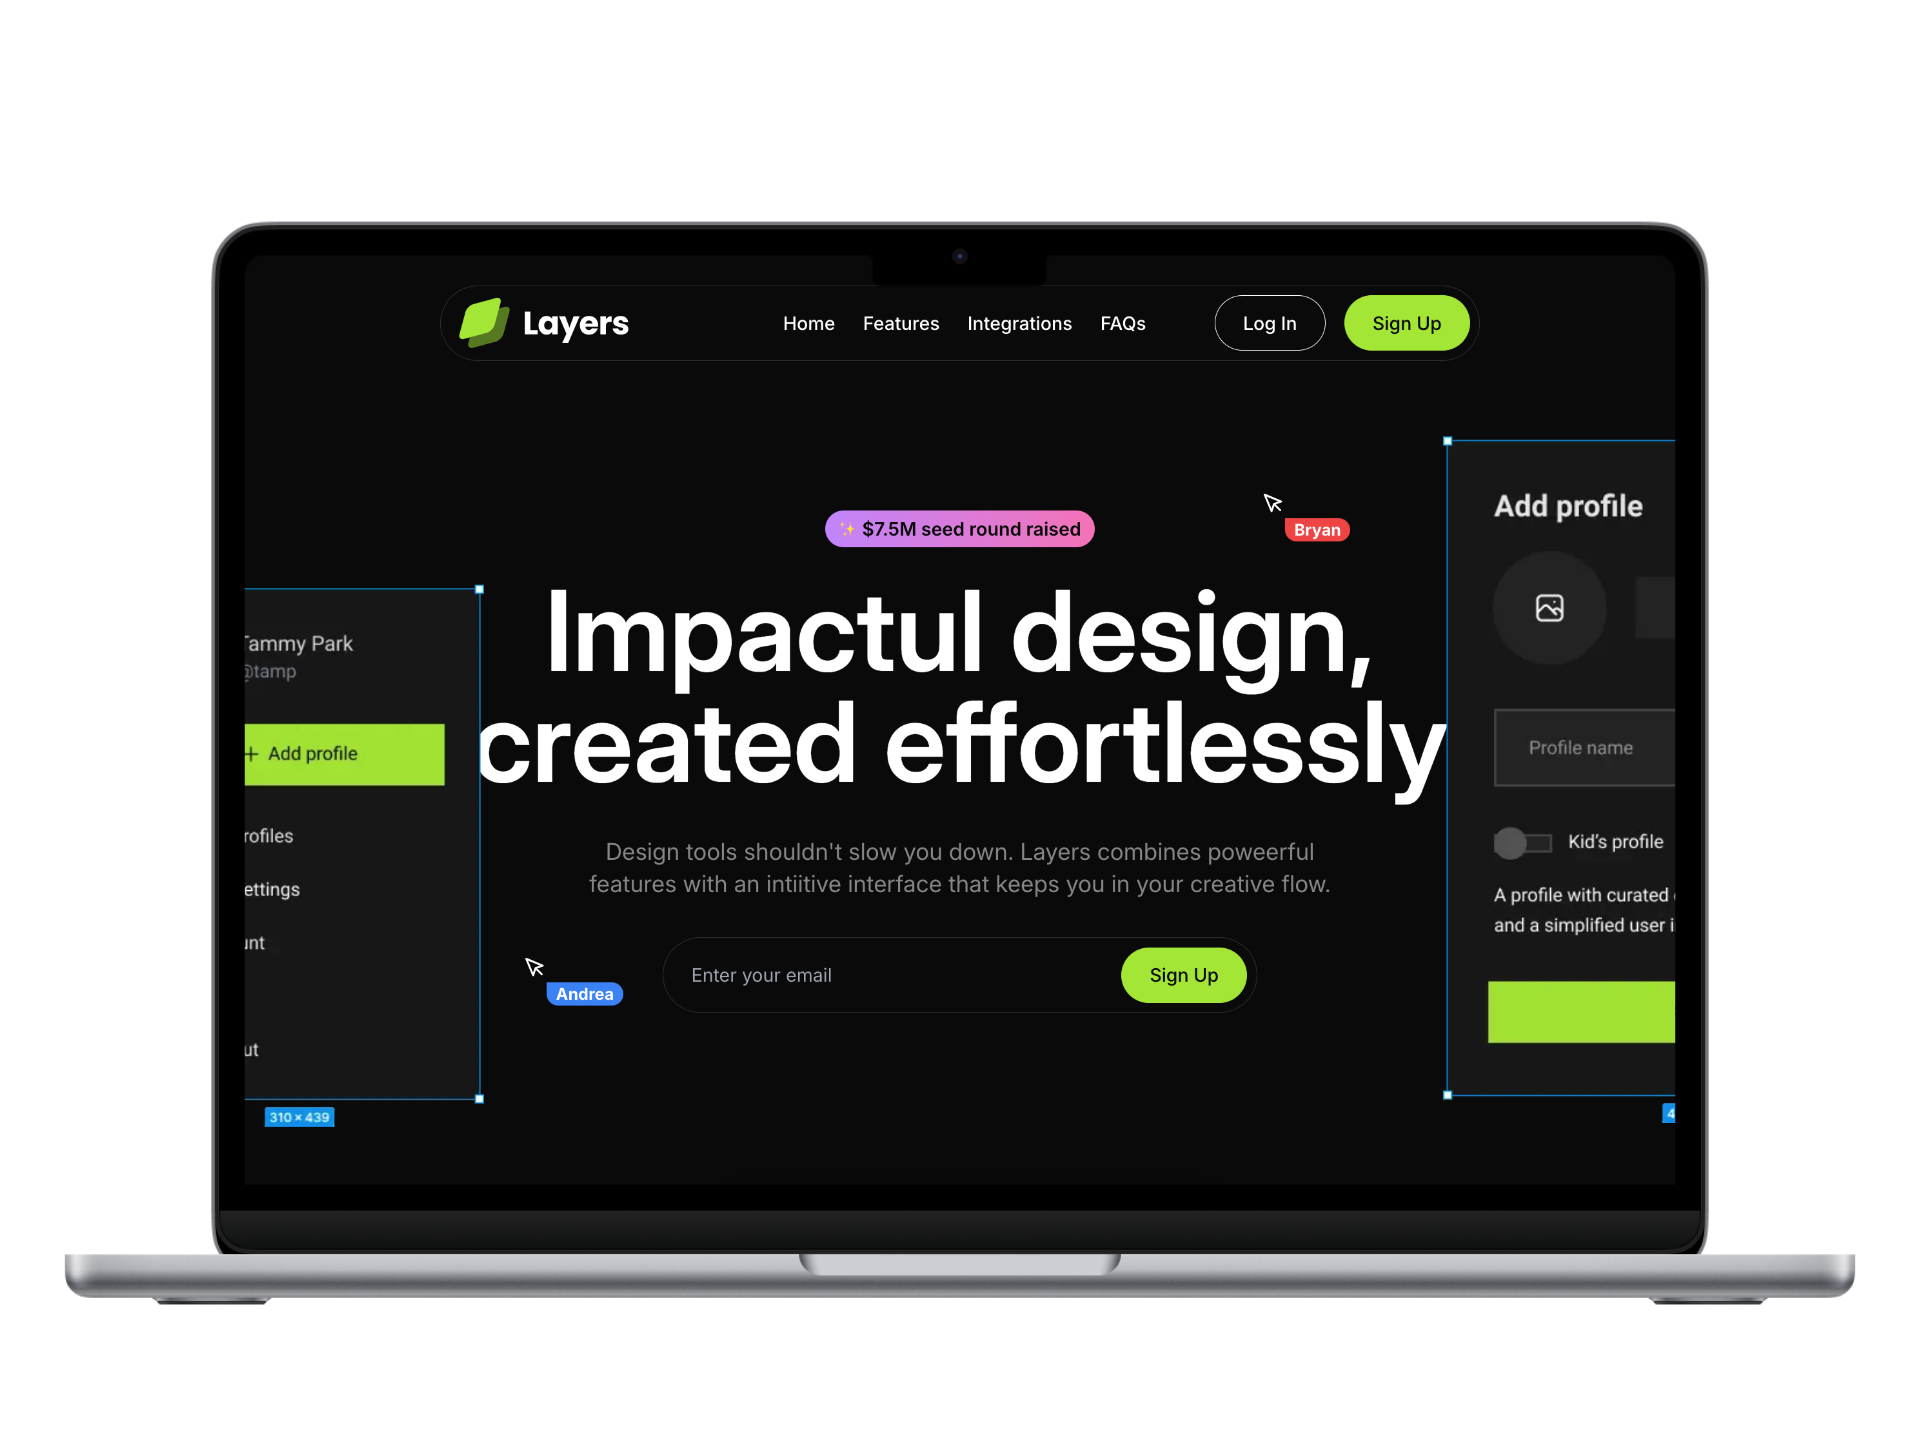 Layers
Home Features Integrations FAQs
Log In
Sign Up
✨ $7.5M seed round raised
Bryan
Impactul design,
created effortlessly
Design tools shouldn't slow you down. Layers combines poweerful
features with an intiitive interface that keeps you in your creative flow.
Enter your email
Sign Up
Andrea
Tammy Park
@tamp
+ Add profile
rofiles
ettings
unt
ut
310 × 439
Add profile
Profile name
Kid's profile
A profile with curated
and a simplified user
4